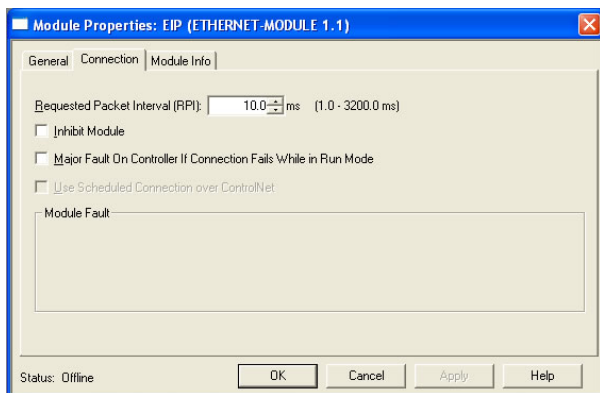 Module Properties: EIP (ETHERNET-MODULE 1.1)
General Connection Module Info
Requested Packet Interval (RPI): 10.0 ms (1.0 - 3200.0 ms)
Inhibit Module
Major Fault On Controller If Connection Fails While in Run Mode
Use Scheduled Connection over ControlNet
Module Fault
Status: Offline OK Cancel Apply Help